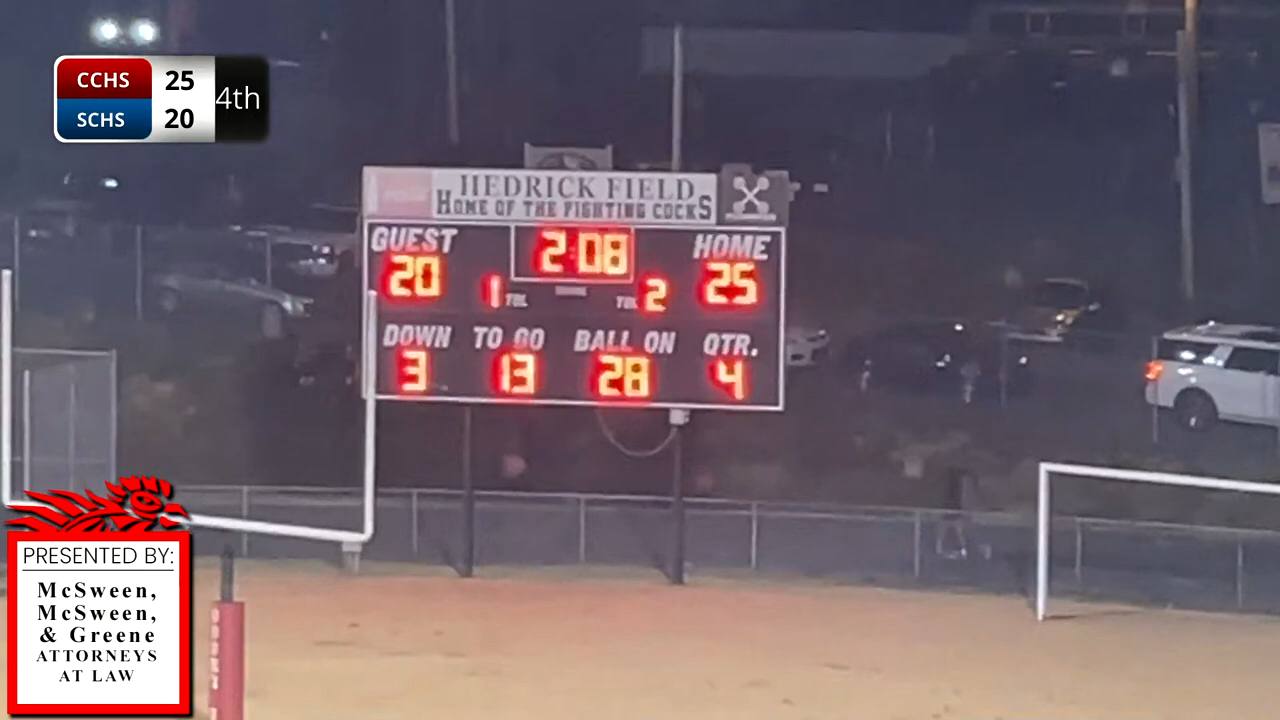 CCHS 25
SCHS 20
4th
HEDRICK FIELD
HOME OF THE FIGHTING COCKS
GUEST 2:08 HOME
20 1 TOL TOL 2 25
DOWN TO GO BALL ON QTR.
3 13 28 4
PRESENTED BY:
McSween,
McSween,
& Greene
ATTORNEYS
AT LAW